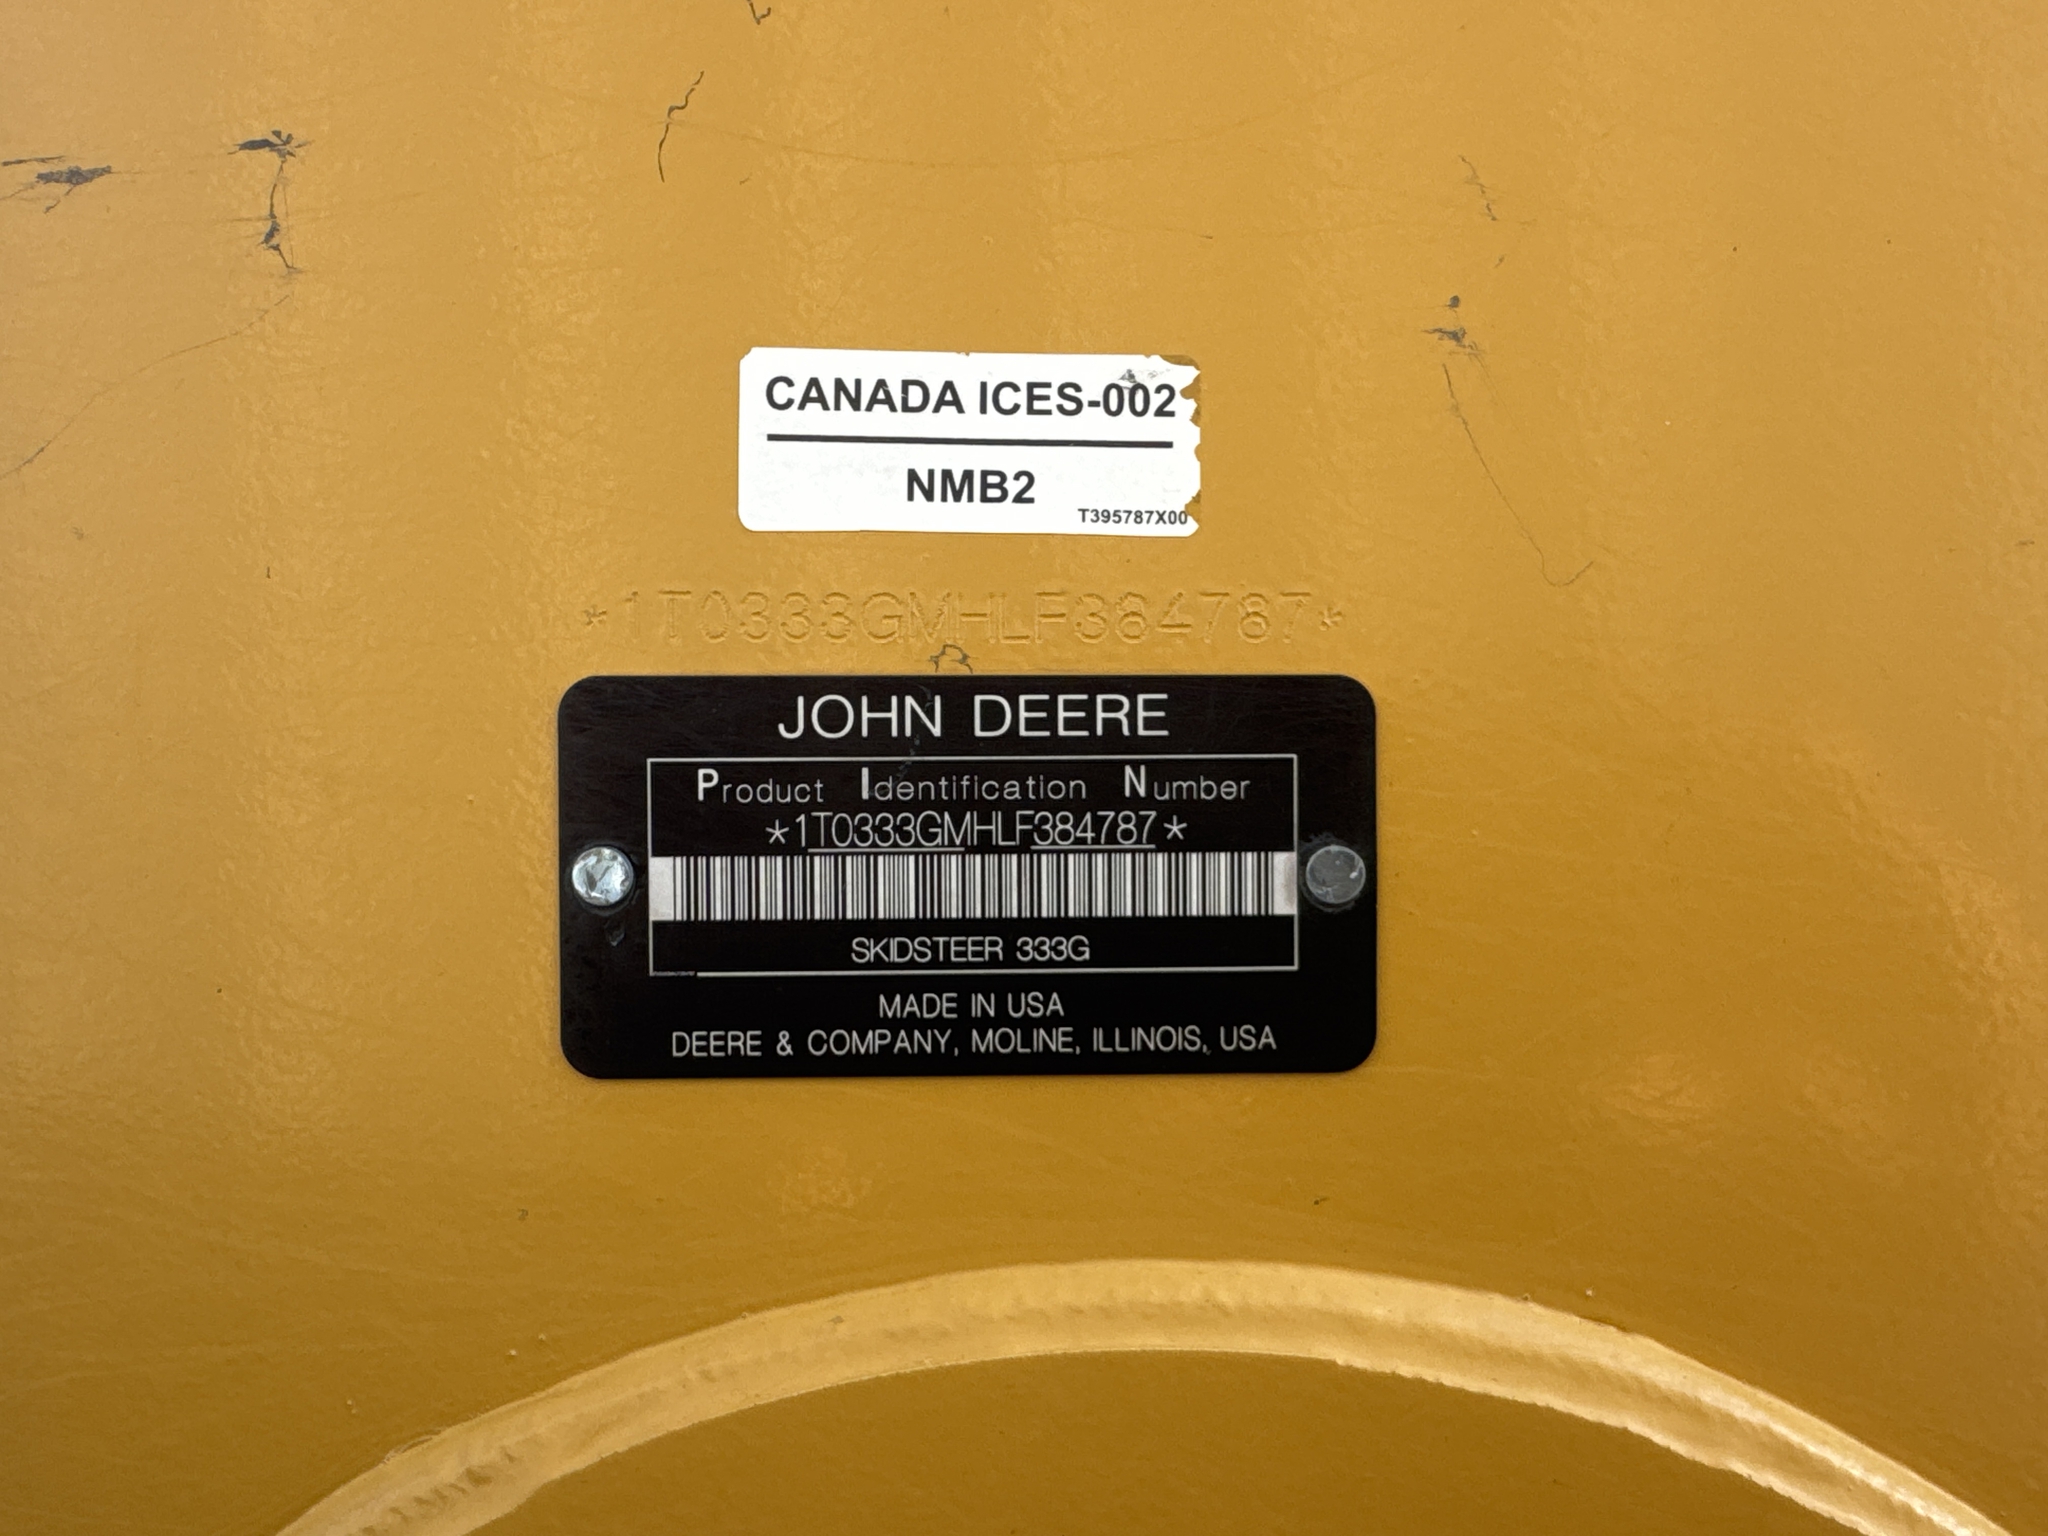 CANADA ICES-002
NMB2
T395787X00
*1T0333GMHLF384787*
JOHN DEERE
Product Identification Number
*1T0333GMHLF384787*
SKIDSTEER 333G
MADE IN USA
DEERE & COMPANY, MOLINE, ILLINOIS, USA